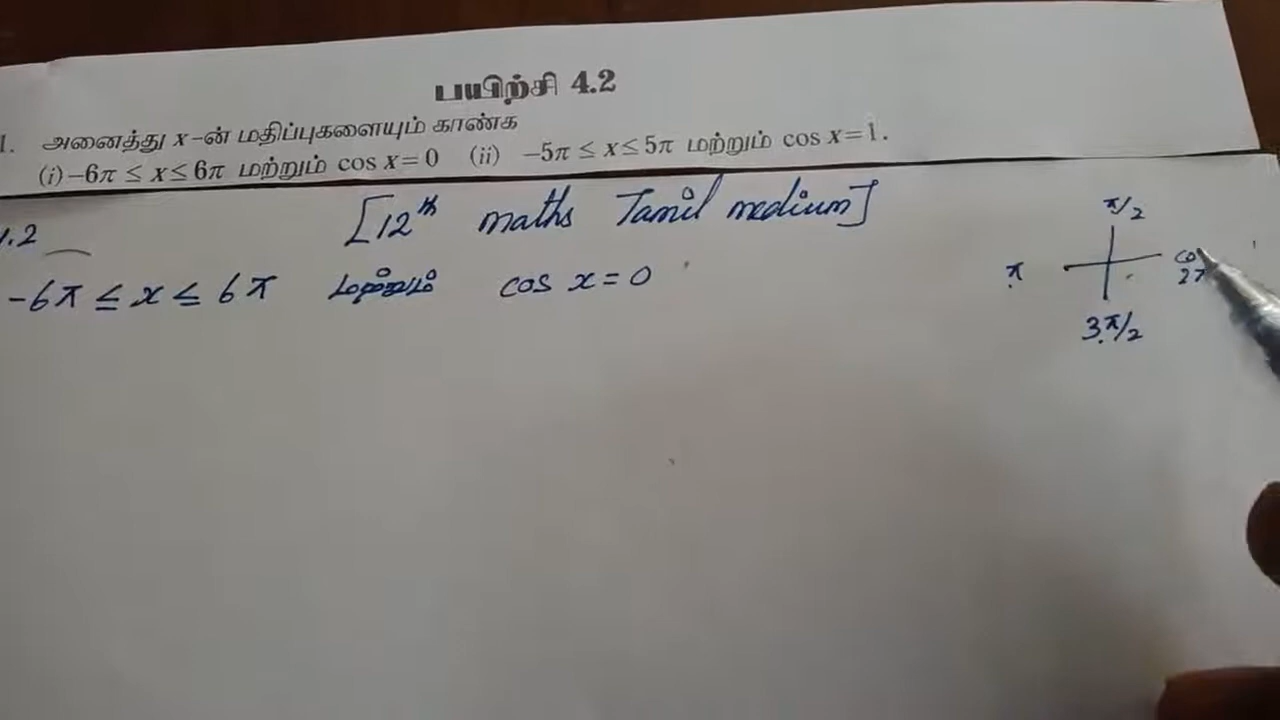 பயிற்சி 4.2
1. அனைத்து x-ன் மதிப்புகளையும் காண்க
(i) -6π ≤ x ≤ 6π மற்றும் cos x=0 (ii) -5π ≤ x ≤ 5π மற்றும் cos x=1.
[12th maths Tamil medium]
.2
-6π ≤ x ≤ 6π மற்றும் cos x = 0
π/2
π
3π/2